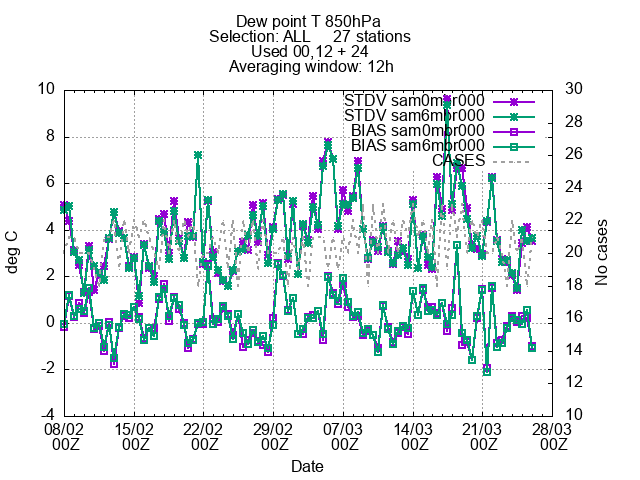 Dew point T 850hPa
Selection: ALL 27 stations
Used 00,12 + 24
Averaging window: 12h
STDV sam0mbr000
STDV sam6mbr000
BIAS sam0mbr000
BIAS sam6mbr000
CASES
10
8
6
4
2
0
-2
-4
deg C
30
28
26
24
22
20
18
16
14
12
10
No cases
08/02 15/02 22/02 29/02 07/03 14/03 21/03 28/03
00Z 00Z 00Z 00Z 00Z 00Z 00Z 00Z
Date